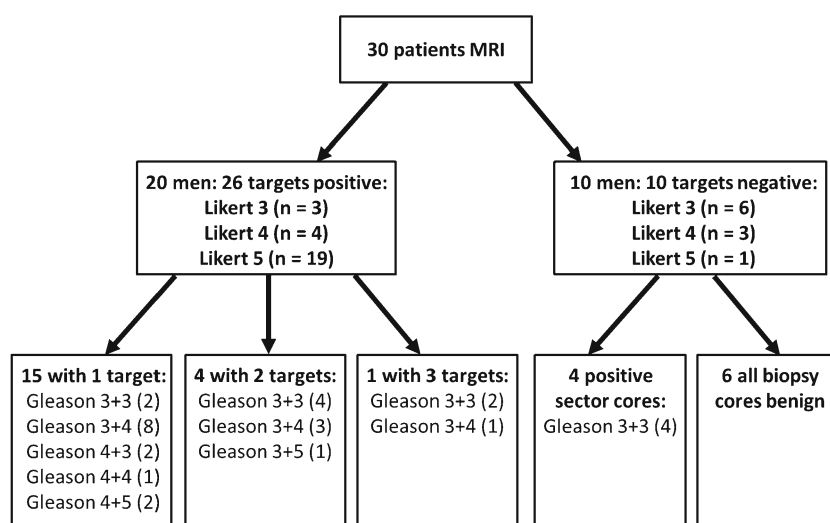 30 patients MRI
20 men: 26 targets positive:
Likert 3 (n = 3)
Likert 4 (n = 4)
Likert 5 (n = 19)
10 men: 10 targets negative:
Likert 3 (n = 6)
Likert 4 (n = 3)
Likert 5 (n = 1)
15 with 1 target:
Gleason 3+3 (2)
Gleason 3+4 (8)
Gleason 4+3 (2)
Gleason 4+4 (1)
Gleason 4+5 (2)
4 with 2 targets:
Gleason 3+3 (4)
Gleason 3+4 (3)
Gleason 3+5 (1)
1 with 3 targets:
Gleason 3+3 (2)
Gleason 3+4 (1)
4 positive
sector cores:
Gleason 3+3 (4)
6 all biopsy
cores benign